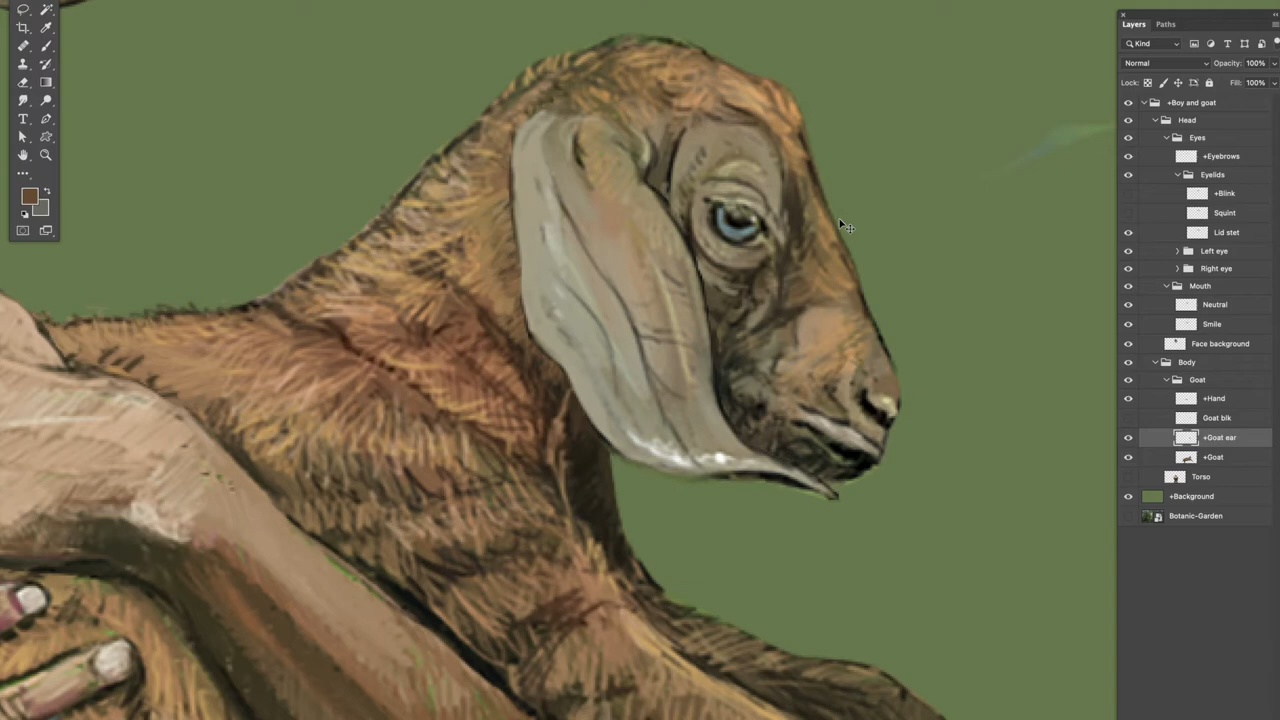 Layers Paths
Kind
Normal Opacity: 100%
Lock: Fill: 100%
+Boy and goat
Head
Eyes
+Eyebrows
Eyelids
+Blink
Squint
Lid stet
Left eye
Right eye
Mouth
Neutral
Smile
Face background
Body
Goat
+Hand
Goat blk
+Goat ear
+Goat
Torso
+Background
Botanic-Garden